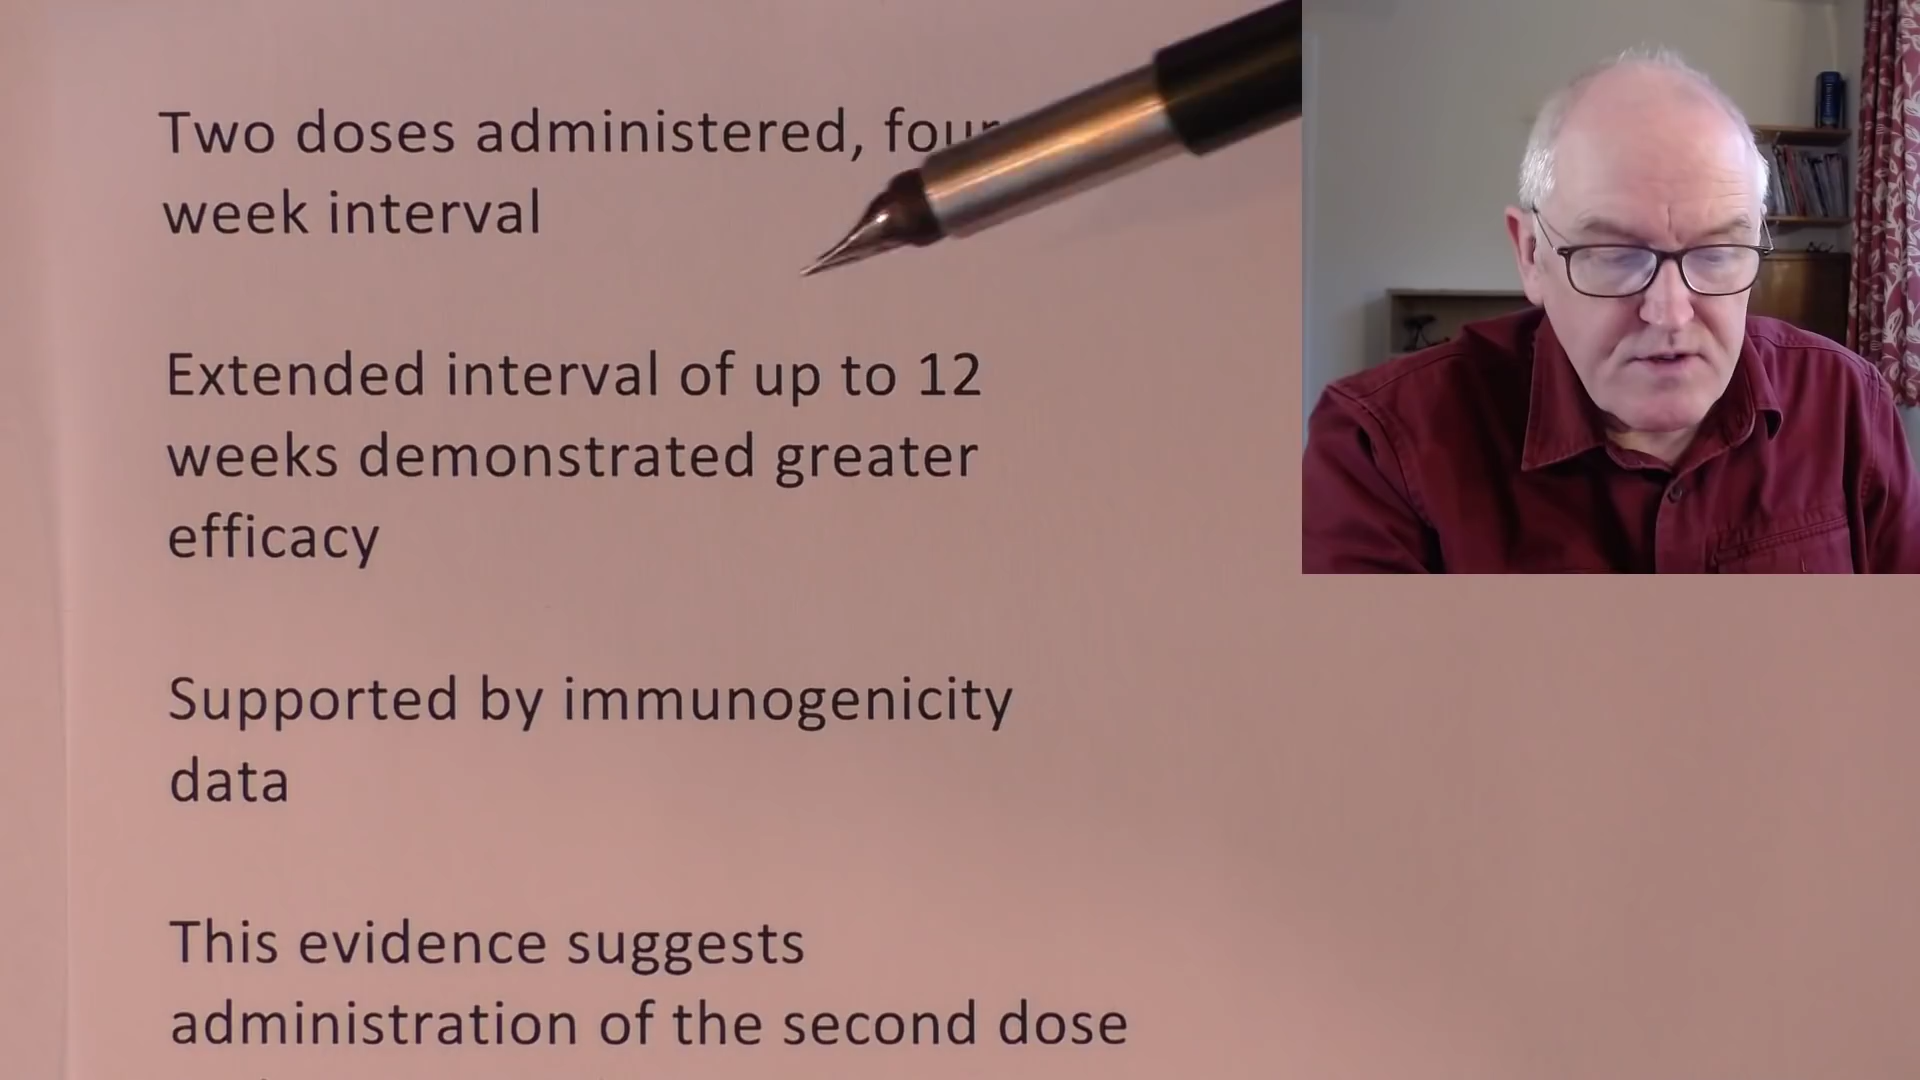 Two doses administered, four
week interval
Extended interval of up to 12
weeks demonstrated greater
efficacy
Supported by immunogenicity
data
This evidence suggests
administration of the second dose